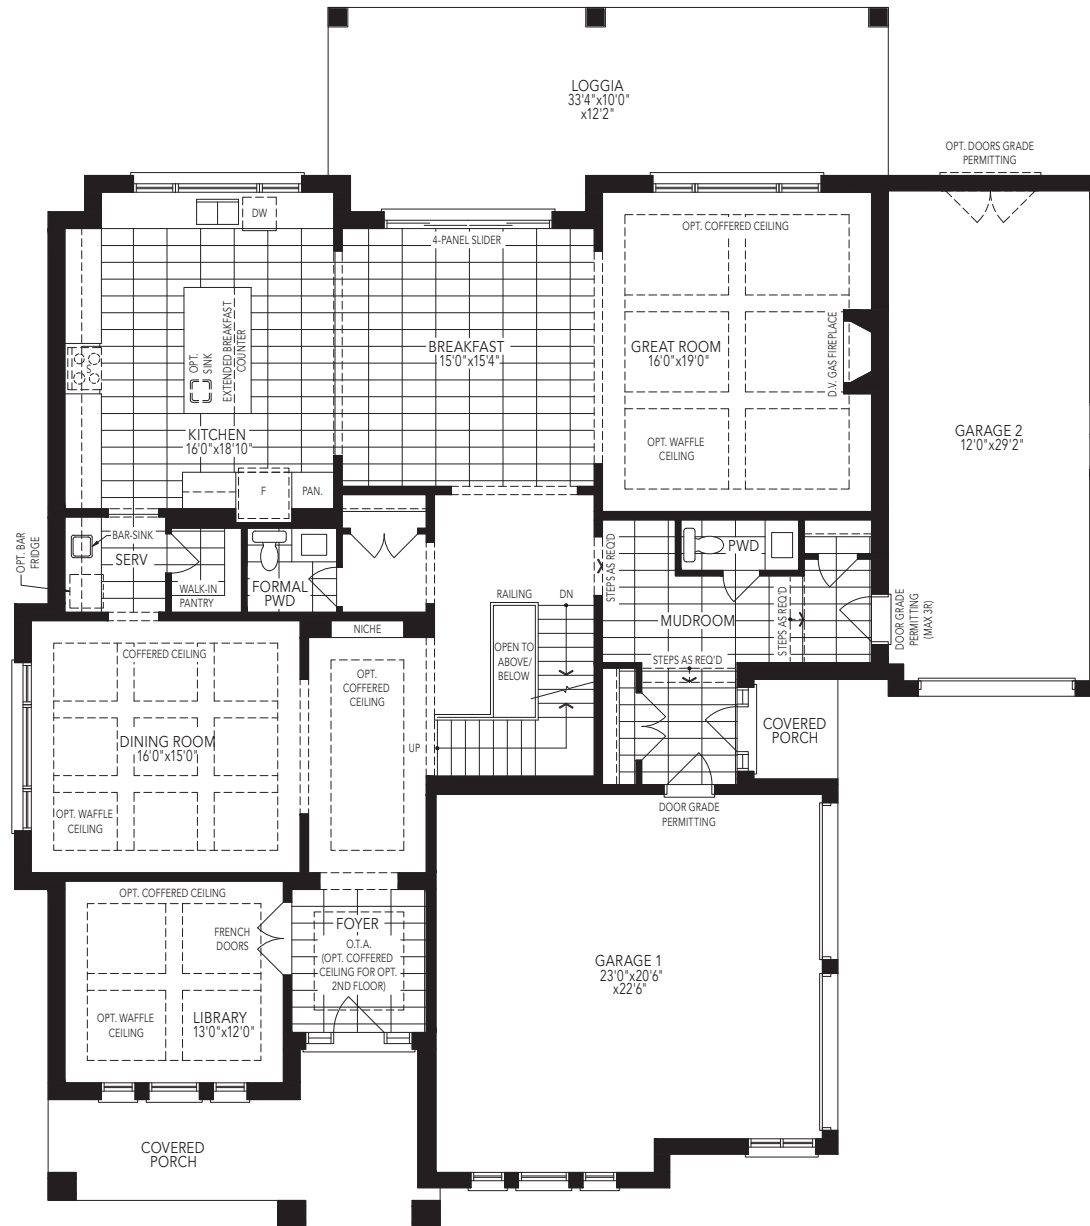 LOGGIA
33'4"x10'0"
x12'2"
OPT. DOORS GRADE
PERMITTING
DW
4-PANEL SLIDER
OPT. COFFERED CEILING
OPT.
SINK
EXTENDED BREAKFAST
COUNTER
S
BREAKFAST
15'0"x15'4"
GREAT ROOM
16'0"x19'0"
D.V. GAS FIREPLACE
KITCHEN
16'0"x18'10"
OPT. WAFFLE
CEILING
GARAGE 2
12'0"x29'2"
F
PAN.
OPT. BAR
FRIDGE
BAR-SINK
SERV
WALK-IN
PANTRY
FORMAL
PWD
STEPS AS REQ'D
PWD
MUDROOM
STEPS AS REQ'D
DOOR GRADE
PERMITTING
(MAX 3R)
STEPS AS REQ'D
RAILING
DN
NICHE
OPEN TO
ABOVE/
BELOW
COFFERED CEILING
OPT.
COFFERED
CEILING
UP
DINING ROOM
16'0"x15'0"
OPT. WAFFLE
CEILING
COVERED
PORCH
DOOR GRADE
PERMITTING
OPT. COFFERED CEILING
FRENCH
DOORS
FOYER
O.T.A.
(OPT. COFFERED
CEILING FOR OPT.
2ND FLOOR)
GARAGE 1
23'0"x20'6"
x22'6"
OPT. WAFFLE
CEILING
LIBRARY
13'0"x12'0"
COVERED
PORCH